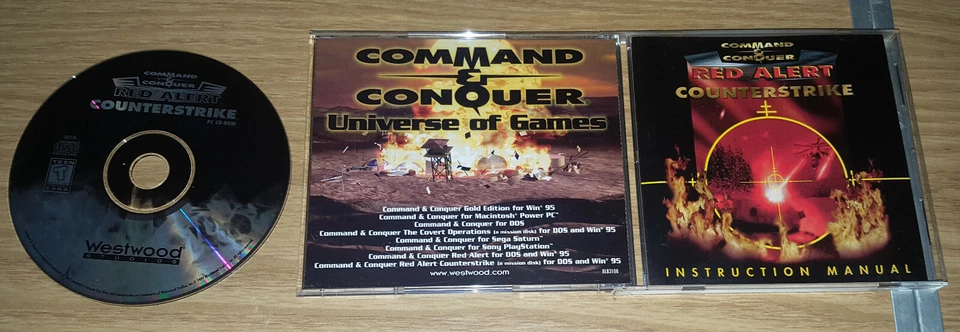 COMMAND
&
CONQUER
RED ALERT
COUNTERSTRIKE
PC CD-ROM
TEEN
T
Westwood
STUDIOS
COMMAND
&
CONQUER
Universe of Games
Command & Conquer Gold Edition for Win® 95
Command & Conquer for Macintosh® Power PC™
Command & Conquer for DOS
Command & Conquer The Covert Operations (a mission disk) for DOS and Win® 95
Command & Conquer for Sega Saturn™
Command & Conquer for Sony PlayStation™
Command & Conquer Red Alert for DOS and Win® 95
Command & Conquer Red Alert Counterstrike (a mission disk) for DOS and Win® 95
www.westwood.com
COMMAND
&
CONQUER
RED ALERT
COUNTERSTRIKE
INSTRUCTION MANUAL